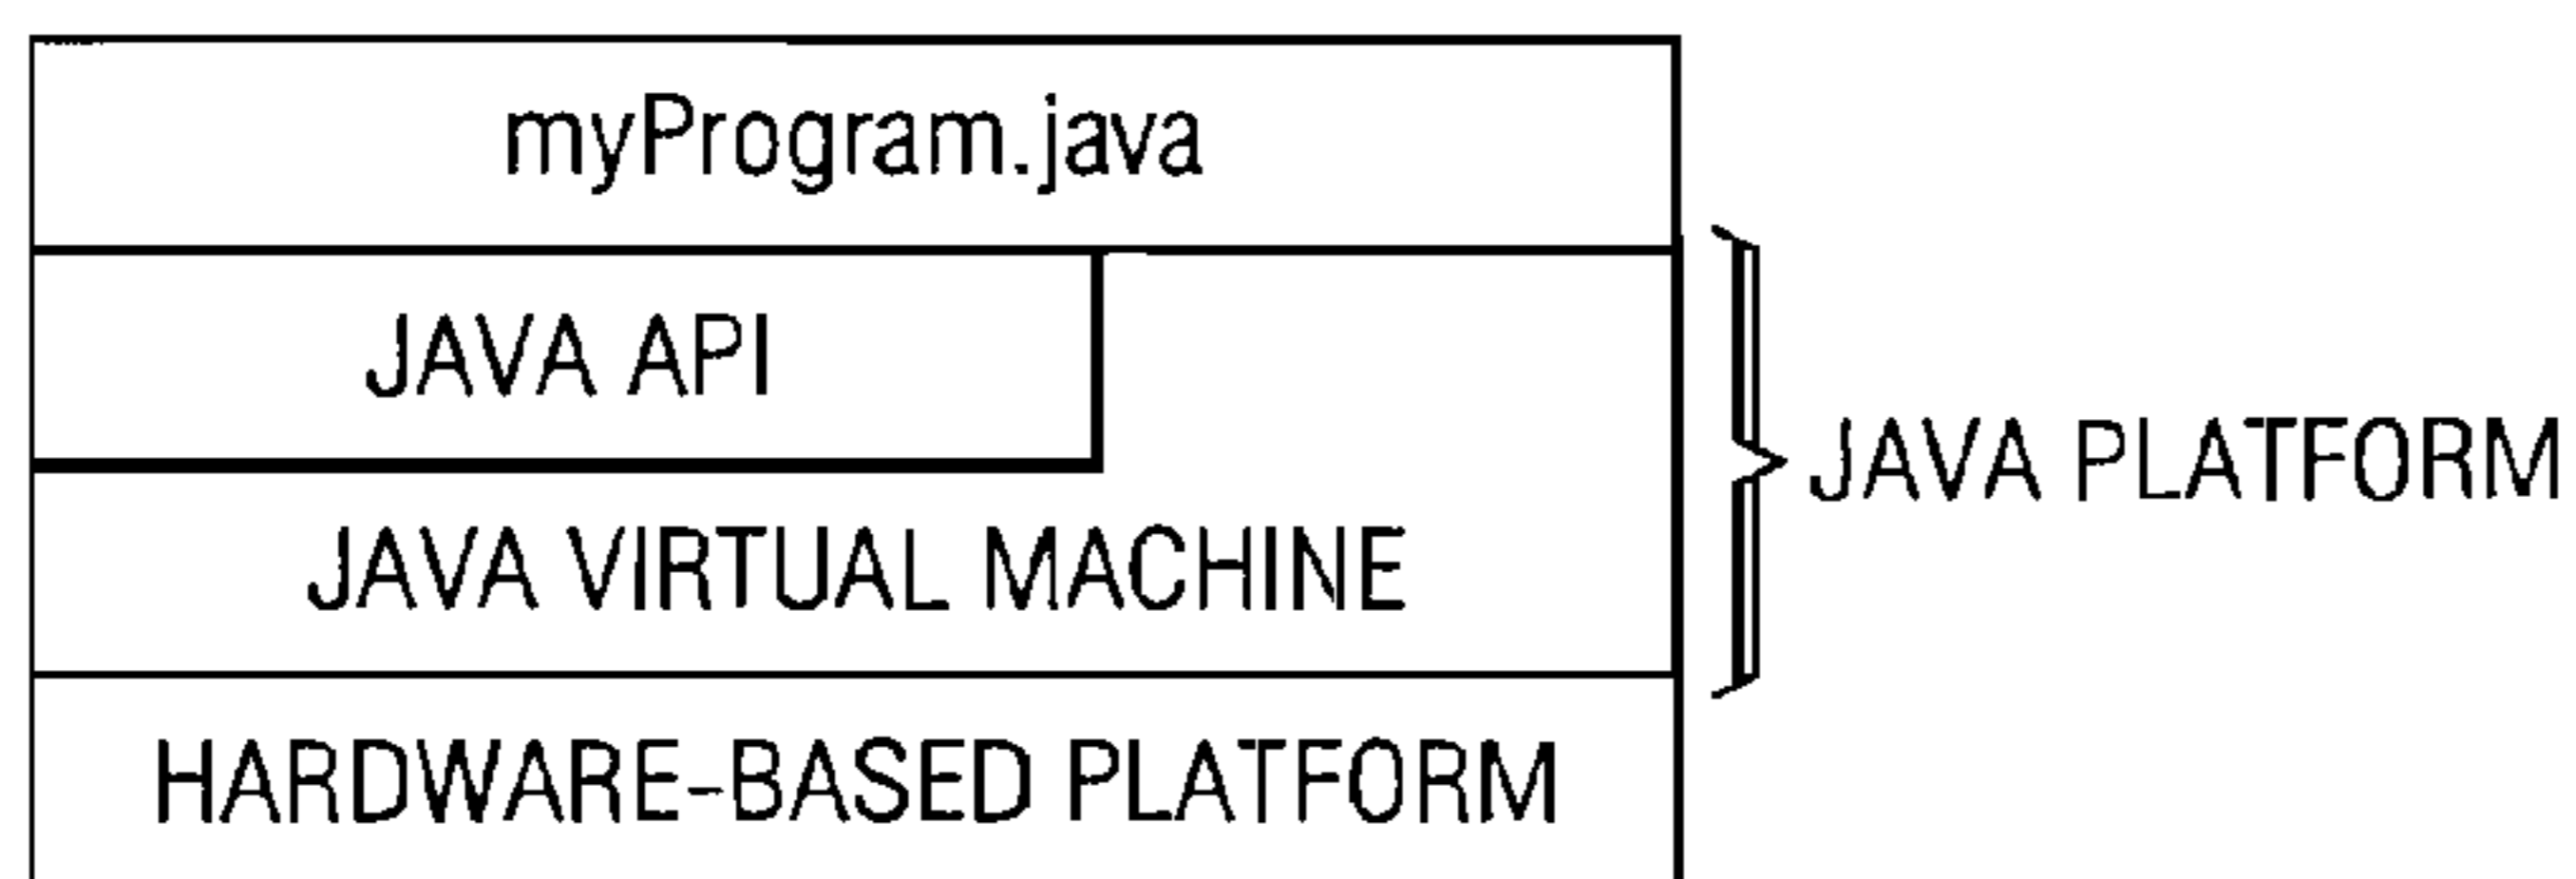 myProgram.java
JAVA API
JAVA PLATFORM
JAVA VIRTUAL MACHINE
HARDWARE-BASED PLATFORM